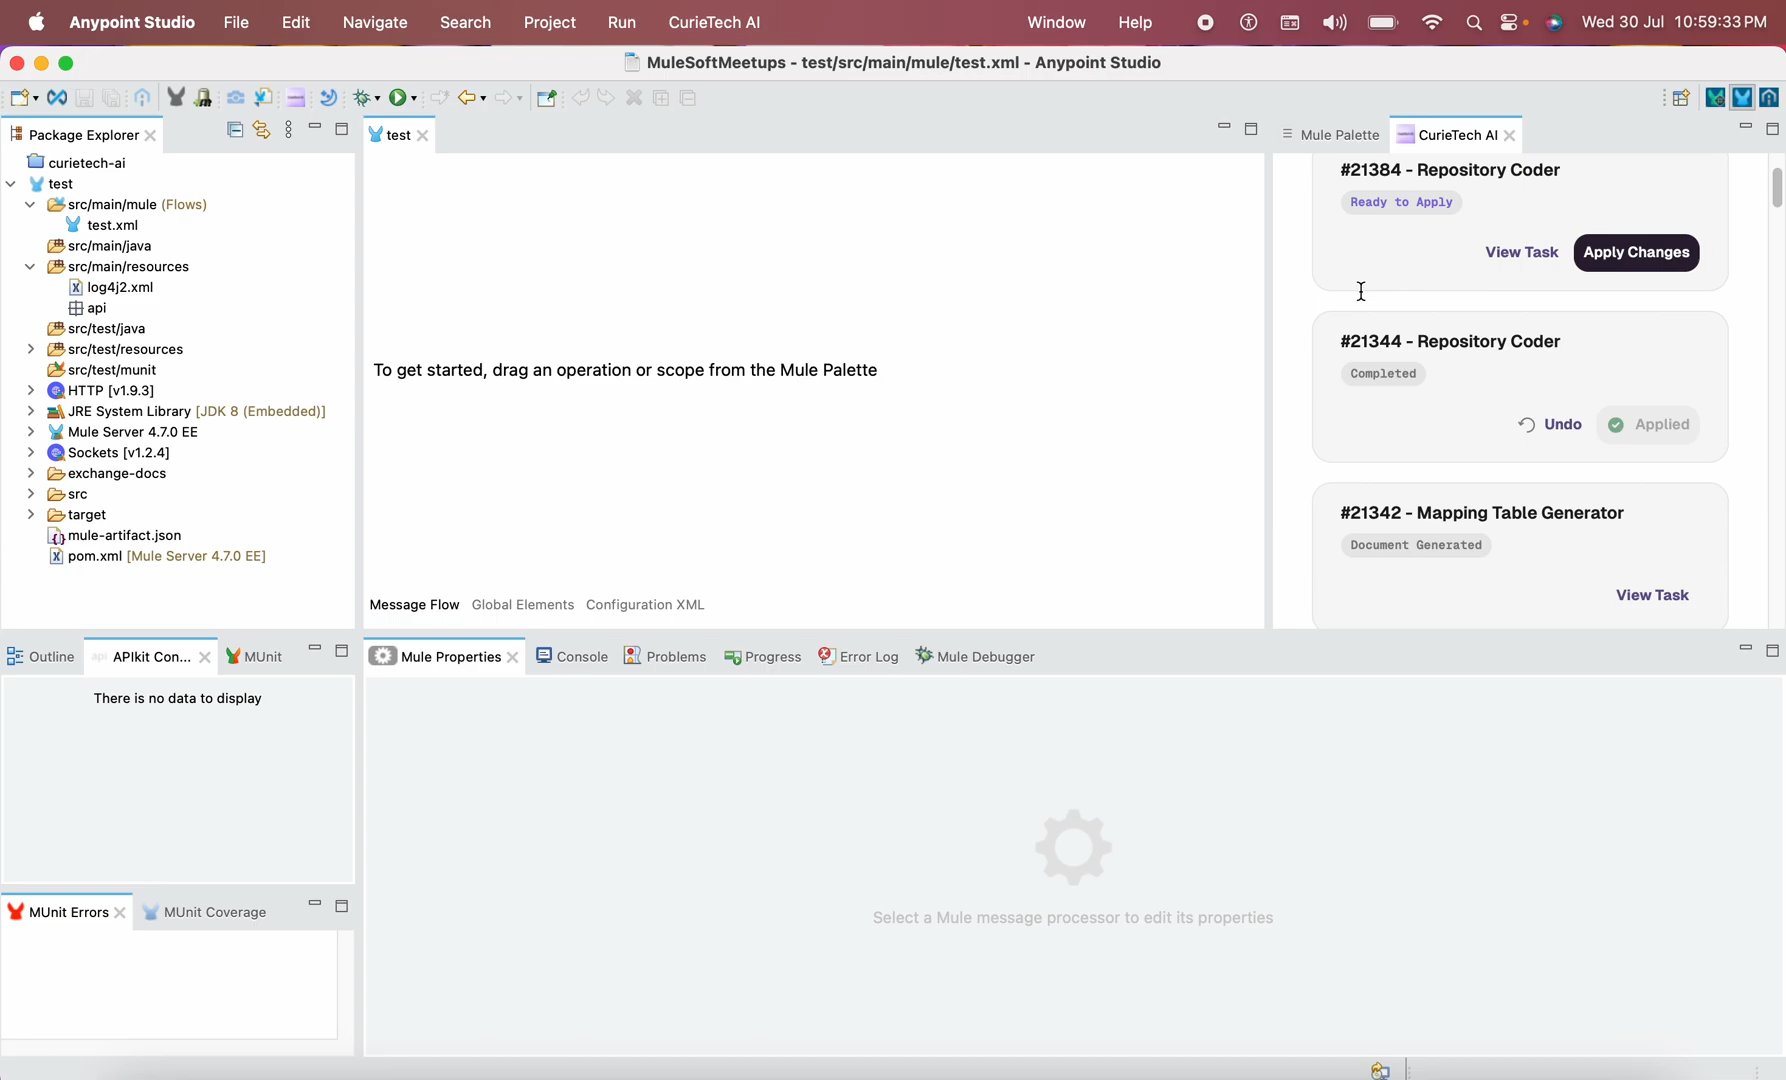 Anypoint Studio File Edit Navigate Search Project Run CurieTech AI Window Help Wed 30 Jul 10:59:33 PM
MuleSoftMeetups - test/src/main/mule/test.xml - Anypoint Studio
Package Explorer
curietech-ai
test
src/main/mule (Flows)
test.xml
src/main/java
src/main/resources
log4j2.xml
api
src/test/java
src/test/resources
src/test/munit
HTTP [v1.9.3]
JRE System Library [JDK 8 (Embedded)]
Mule Server 4.7.0 EE
Sockets [v1.2.4]
exchange-docs
src
target
mule-artifact.json
pom.xml [Mule Server 4.7.0 EE]
test
To get started, drag an operation or scope from the Mule Palette
Message Flow Global Elements Configuration XML
Mule Palette CurieTech AI
#21384 - Repository Coder
Ready to Apply
View Task Apply Changes
#21344 - Repository Coder
Completed
Undo Applied
#21342 - Mapping Table Generator
Document Generated
View Task
Outline APIkit Con... MUnit
There is no data to display
MUnit Errors MUnit Coverage
Mule Properties Console Problems Progress Error Log Mule Debugger
Select a Mule message processor to edit its properties